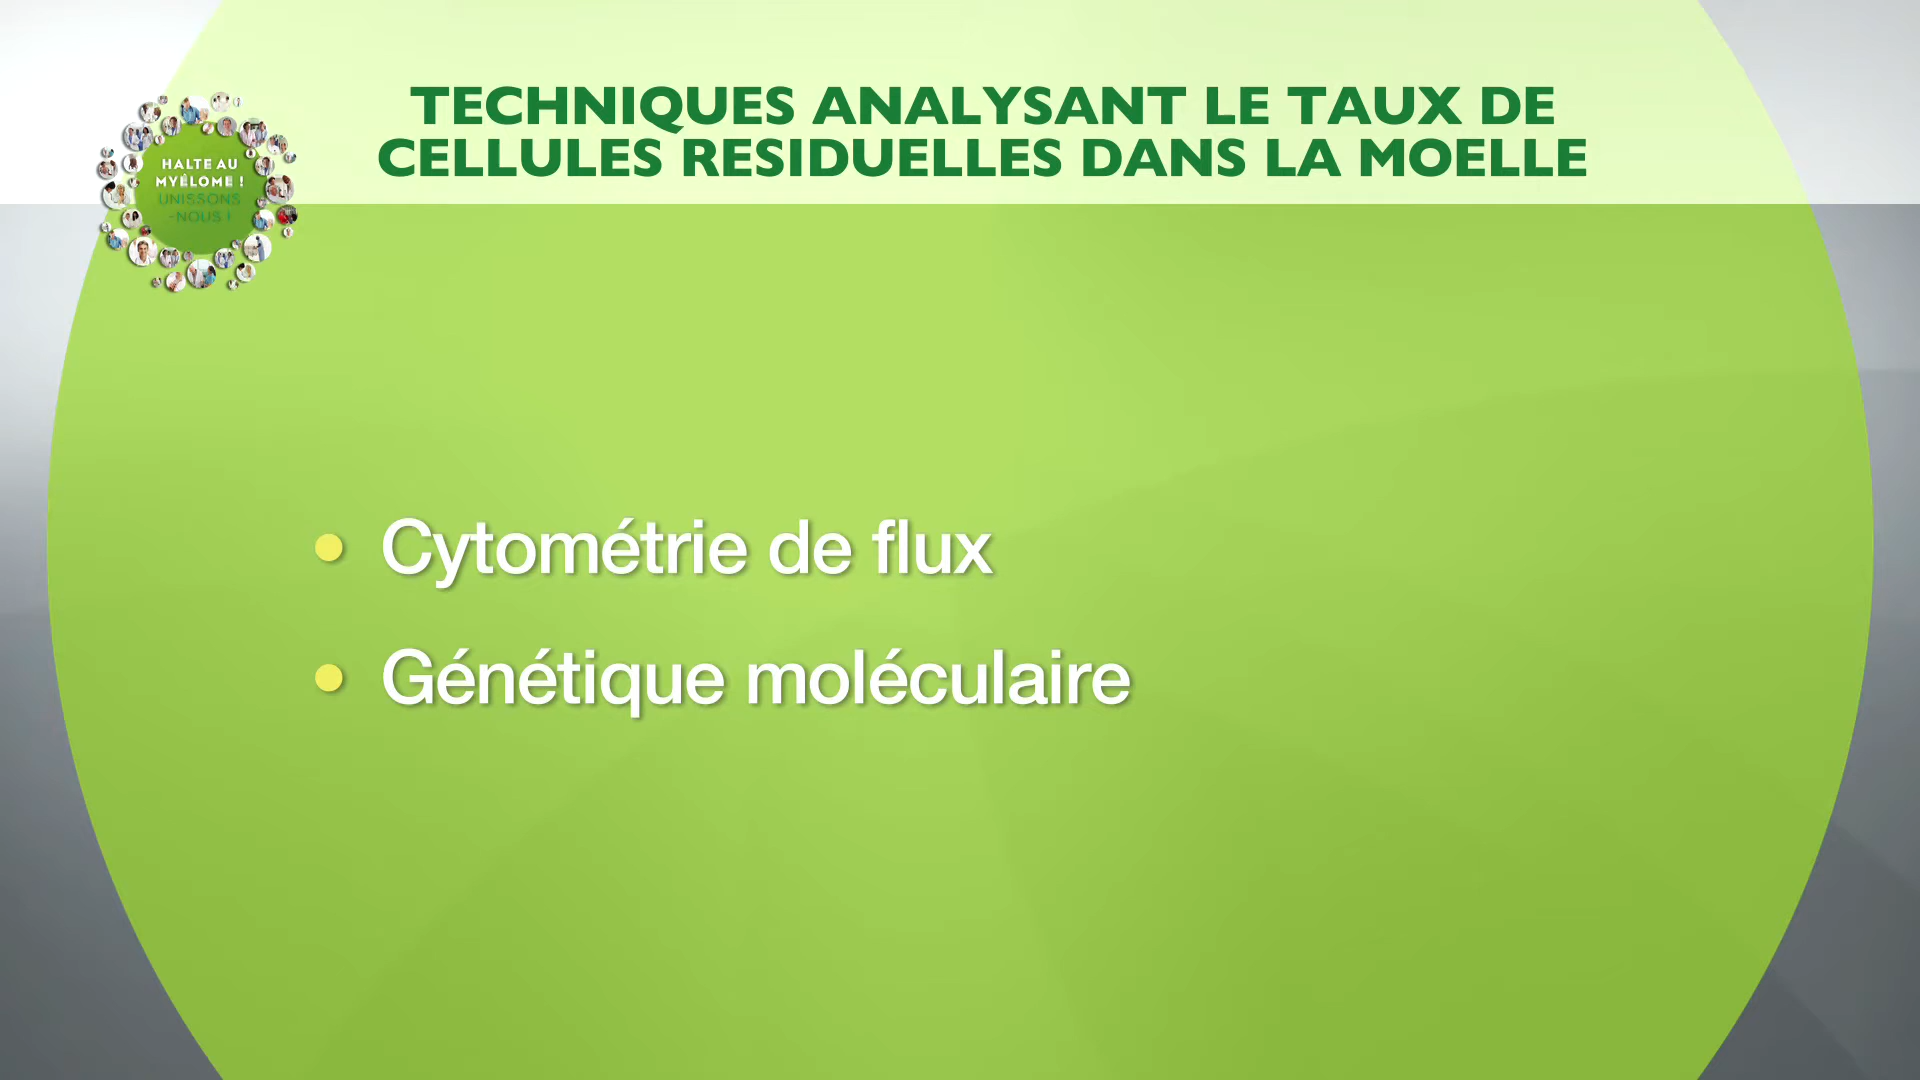 TECHNIQUES ANALYSANT LE TAUX DE
CELLULES RESIDUELLES DANS LA MOELLE
HALTE AU
MYÉLOME !
UNISSONS
-NOUS !
• Cytométrie de flux
• Génétique moléculaire